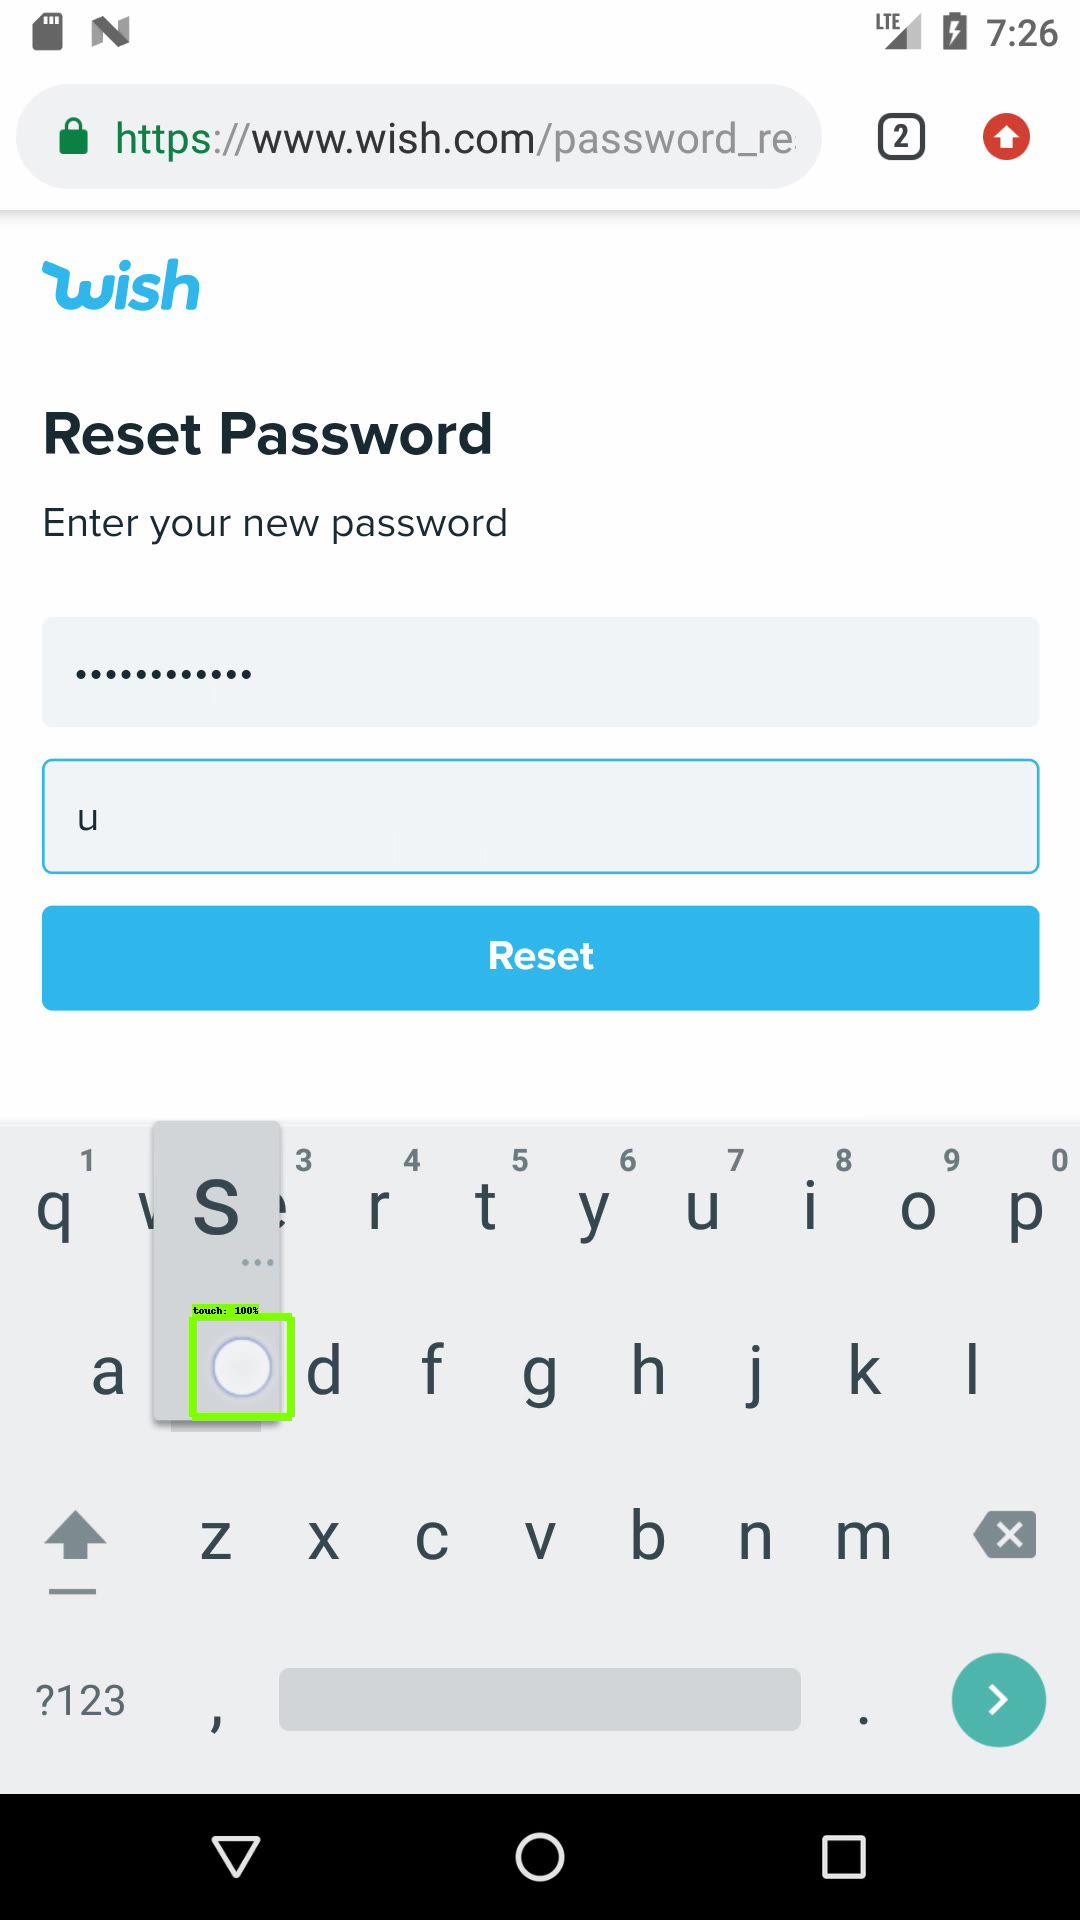 LTE 7:26
https://www.wish.com/password_re 2
wish
Reset Password
Enter your new password
••••••••••••
u
Reset
1 3 4 5 6 7 8 9 0
q s r t y u i o p
...
touch: 100%
a d f g h j k l
z x c v b n m
?123 , .